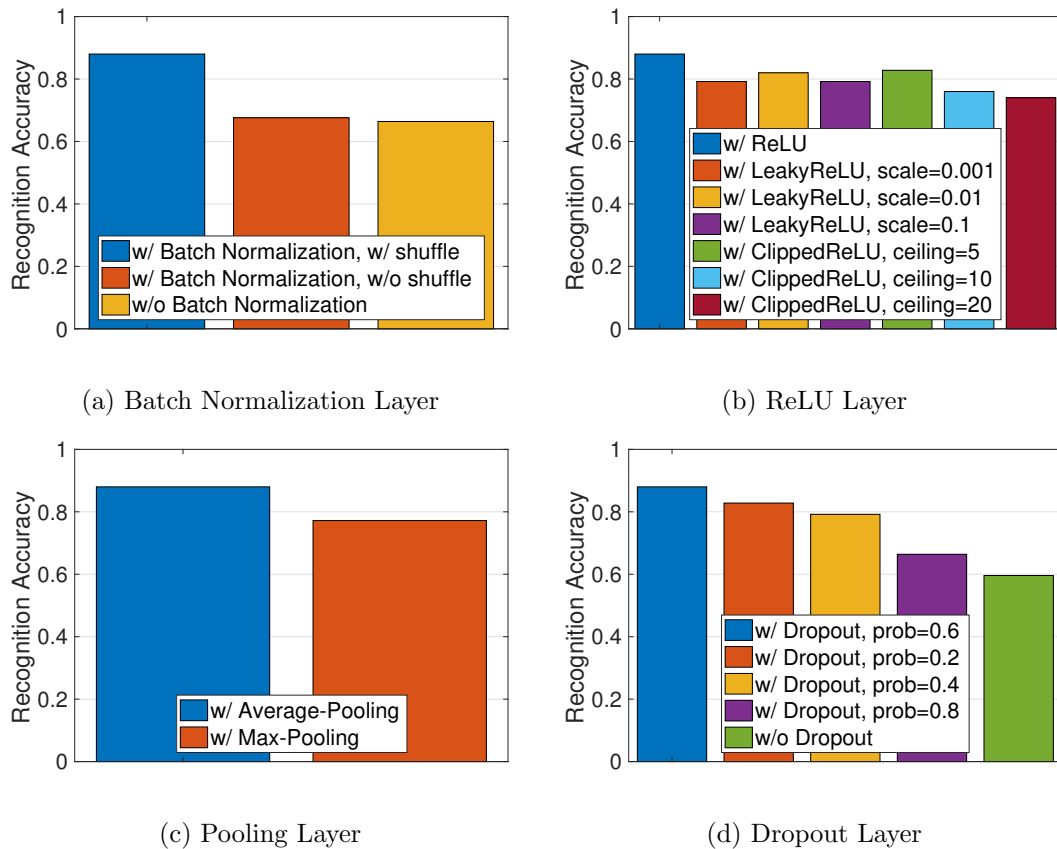 1
0.8
0.6
0.4
0.2
0
Recognition Accuracy
w/ Batch Normalization, w/ shuffle
w/ Batch Normalization, w/o shuffle
w/o Batch Normalization
(a) Batch Normalization Layer
1
0.8
0.6
0.4
0.2
0
Recognition Accuracy
w/ ReLU
w/ LeakyReLU, scale=0.001
w/ LeakyReLU, scale=0.01
w/ LeakyReLU, scale=0.1
w/ ClippedReLU, ceiling=5
w/ ClippedReLU, ceiling=10
w/ ClippedReLU, ceiling=20
(b) ReLU Layer
1
0.8
0.6
0.4
0.2
0
Recognition Accuracy
w/ Average-Pooling
w/ Max-Pooling
(c) Pooling Layer
1
0.8
0.6
0.4
0.2
0
Recognition Accuracy
w/ Dropout, prob=0.6
w/ Dropout, prob=0.2
w/ Dropout, prob=0.4
w/ Dropout, prob=0.8
w/o Dropout
(d) Dropout Layer